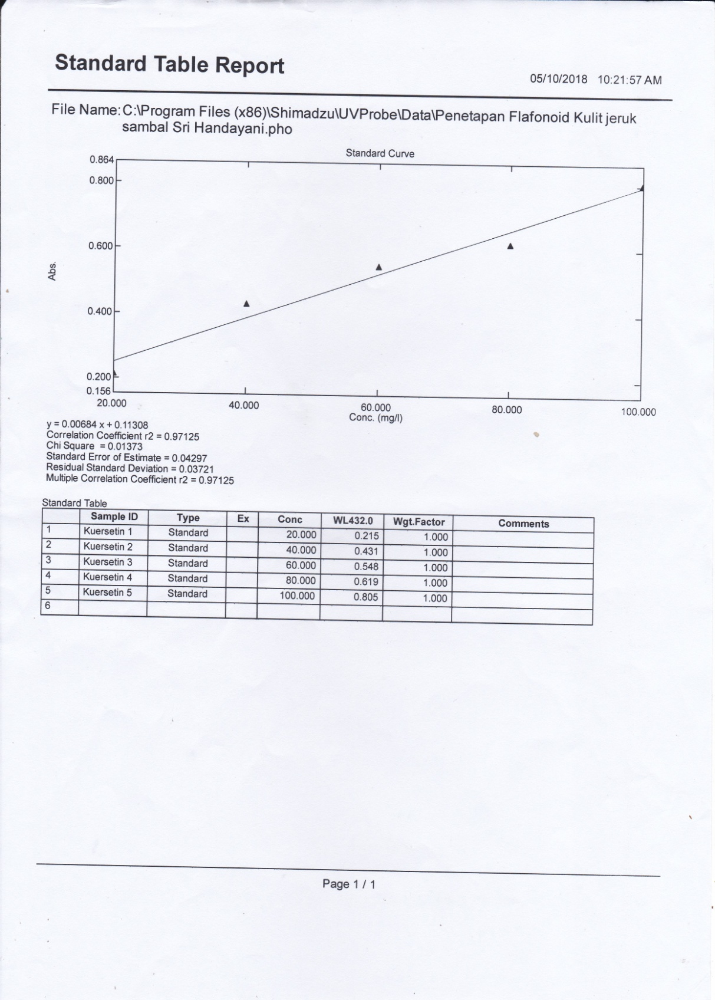 Standard Table Report
05/10/2018 10:21:57 AM
File Name: C:\Program Files (x86)\Shimadzu\UVProbe\Data\Penetapan Flafonoid Kulit jeruk
sambal Sri Handayani.pho
Standard Curve
0.864
0.800
0.600
Abs.
0.400
0.200
0.156
20.000 40.000 60.000 80.000 100.000
Conc. (mg/l)
y = 0.00684 x + 0.11308
Correlation Coefficient r2 = 0.97125
Chi Square = 0.01373
Standard Error of Estimate = 0.04297
Residual Standard Deviation = 0.03721
Multiple Correlation Coefficient r2 = 0.97125
Standard Table
Sample ID Type Ex Conc WL432.0 Wgt.Factor Comments
1 Kuersetin 1 Standard 20.000 0.215 1.000
2 Kuersetin 2 Standard 40.000 0.431 1.000
3 Kuersetin 3 Standard 60.000 0.548 1.000
4 Kuersetin 4 Standard 80.000 0.619 1.000
5 Kuersetin 5 Standard 100.000 0.805 1.000
6
Page 1 / 1